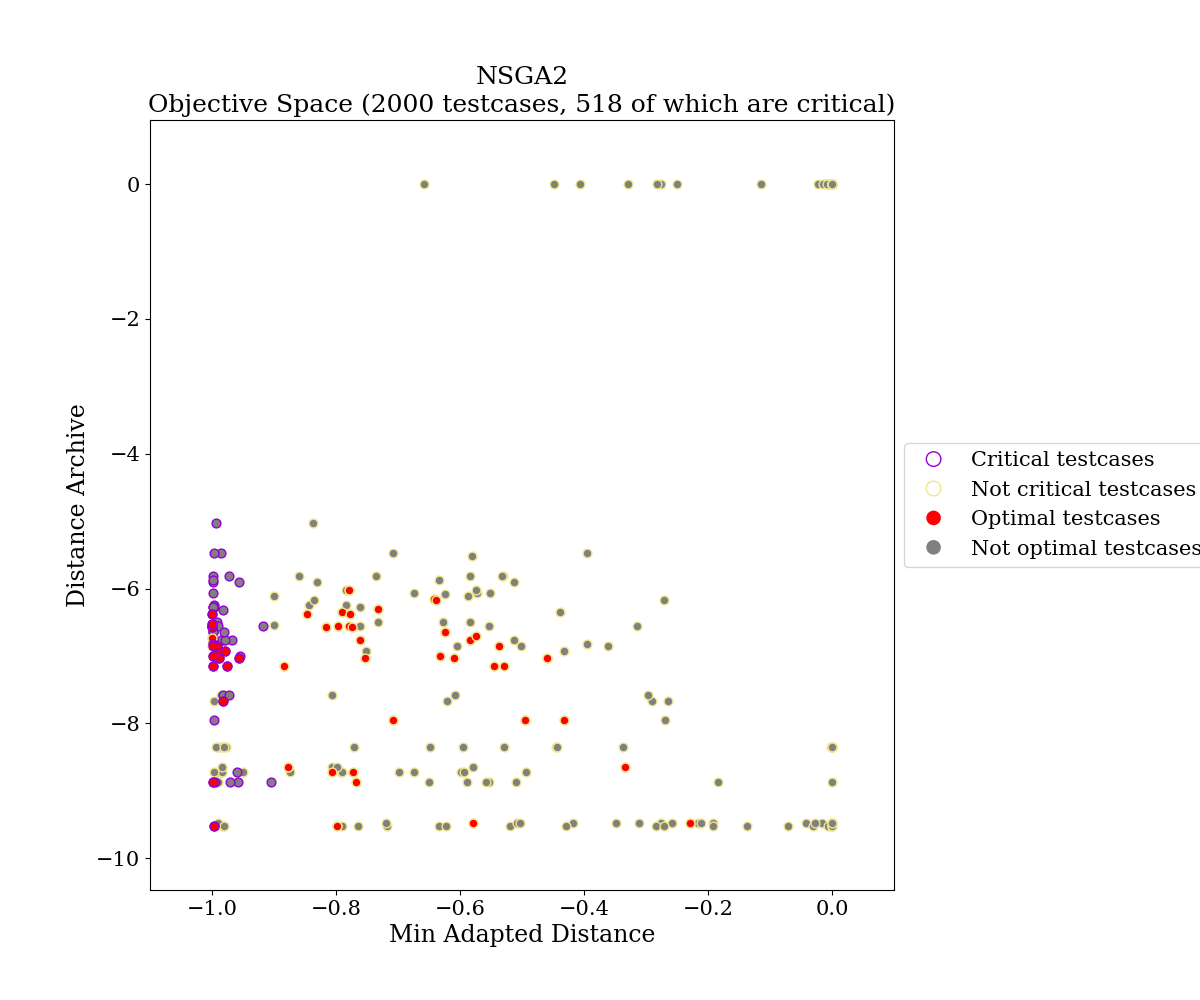 NSGA2
Objective Space (2000 testcases, 518 of which are critical)
0
−2
−4
−6
−8
−10
Distance Archive
−1.0
−0.8
−0.6
−0.4
−0.2
0.0
Min Adapted Distance
Critical testcases
Not critical testcases
Optimal testcases
Not optimal testcases